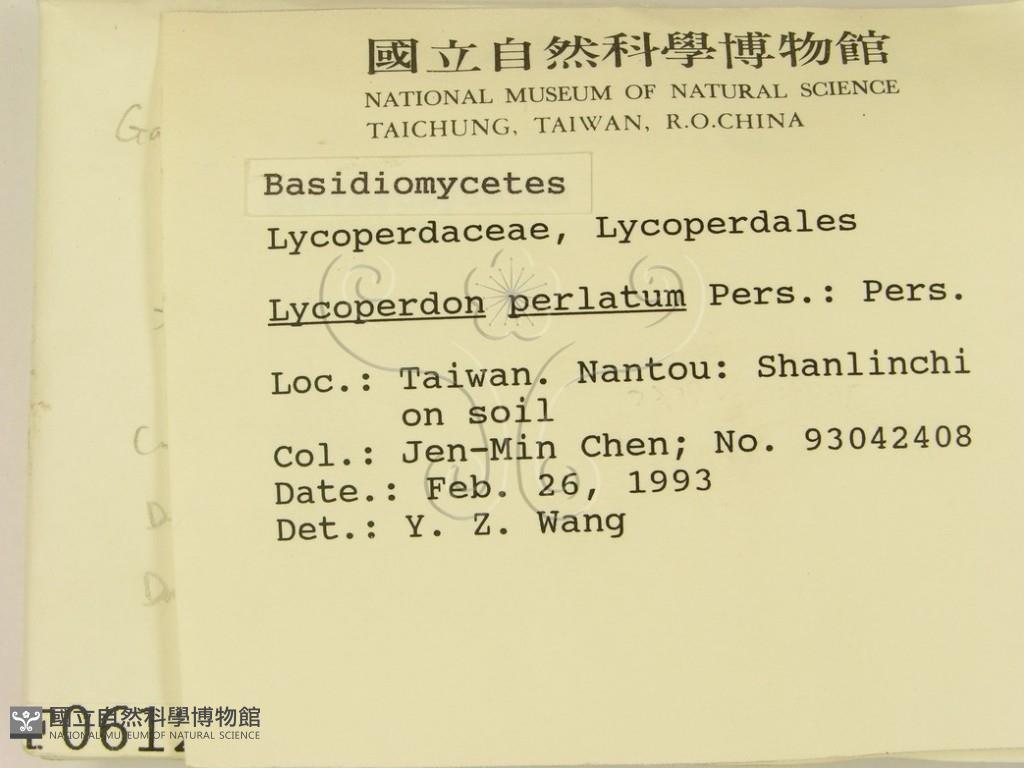 國立自然科學博物館
NATIONAL MUSEUM OF NATURAL SCIENCE
TAICHUNG, TAIWAN, R.O.CHINA
Basidiomycetes
Lycoperdaceae, Lycoperdales
Lycoperdon perlatum Pers.: Pers.
Loc.: Taiwan. Nantou: Shanlinchi
on soil
Col.: Jen-Min Chen; No. 93042408
Date.: Feb. 26, 1993
Det.: Y. Z. Wang
國立自然科學博物館
NATIONAL MUSEUM OF NATURAL SCIENCE